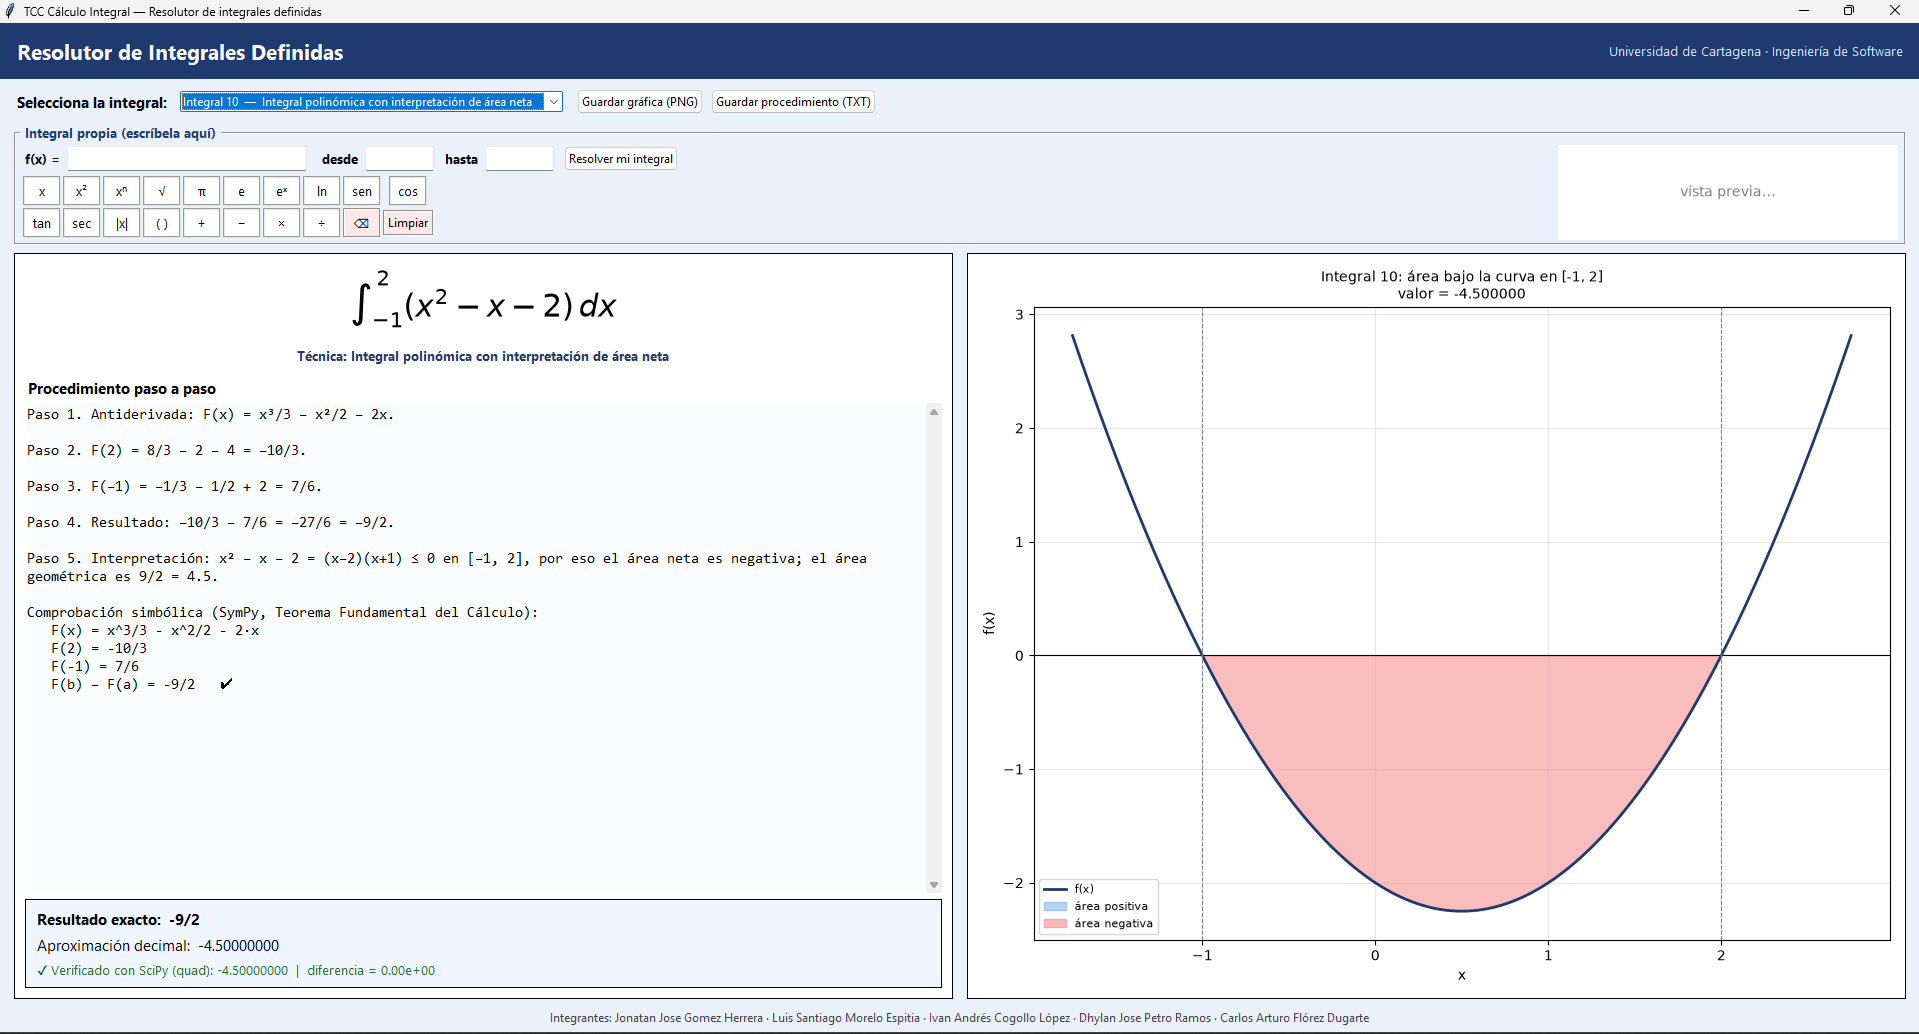 TCC Cálculo Integral — Resolutor de integrales definidas
Resolutor de Integrales Definidas
Universidad de Cartagena · Ingeniería de Software
Selecciona la integral: Integral 10 — Integral polinómica con interpretación de área neta Guardar gráfica (PNG) Guardar procedimiento (TXT)
Integral propia (escríbela aquí)
f(x) = desde hasta Resolver mi integral
x x² xⁿ √ π e eˣ ln sen cos
tan sec |x| ( ) + − × ÷ ⌫ Limpiar
vista previa...
∫₋₁² (x² − x − 2) dx
Técnica: Integral polinómica con interpretación de área neta
Procedimiento paso a paso
Paso 1. Antiderivada: F(x) = x³/3 − x²/2 − 2x.
Paso 2. F(2) = 8/3 − 2 − 4 = −10/3.
Paso 3. F(−1) = −1/3 − 1/2 + 2 = 7/6.
Paso 4. Resultado: −10/3 − 7/6 = −27/6 = −9/2.
Paso 5. Interpretación: x² − x − 2 = (x−2)(x+1) ≤ 0 en [−1, 2], por eso el área neta es negativa; el área
geométrica es 9/2 = 4.5.
Comprobación simbólica (SymPy, Teorema Fundamental del Cálculo):
F(x) = x^3/3 - x^2/2 - 2·x
F(2) = -10/3
F(-1) = 7/6
F(b) − F(a) = -9/2 ✔
Resultado exacto: -9/2
Aproximación decimal: -4.50000000
✓ Verificado con SciPy (quad): -4.50000000 | diferencia = 0.00e+00
Integral 10: área bajo la curva en [-1, 2]
valor = -4.500000
3
2
1
0
−1
−2
f(x)
f(x)
área positiva
área negativa
−1 0 1 2
x
Integrantes: Jonatan Jose Gomez Herrera · Luis Santiago Morelo Espitia · Ivan Andrés Cogollo López · Dhylan Jose Petro Ramos · Carlos Arturo Flórez Dugarte